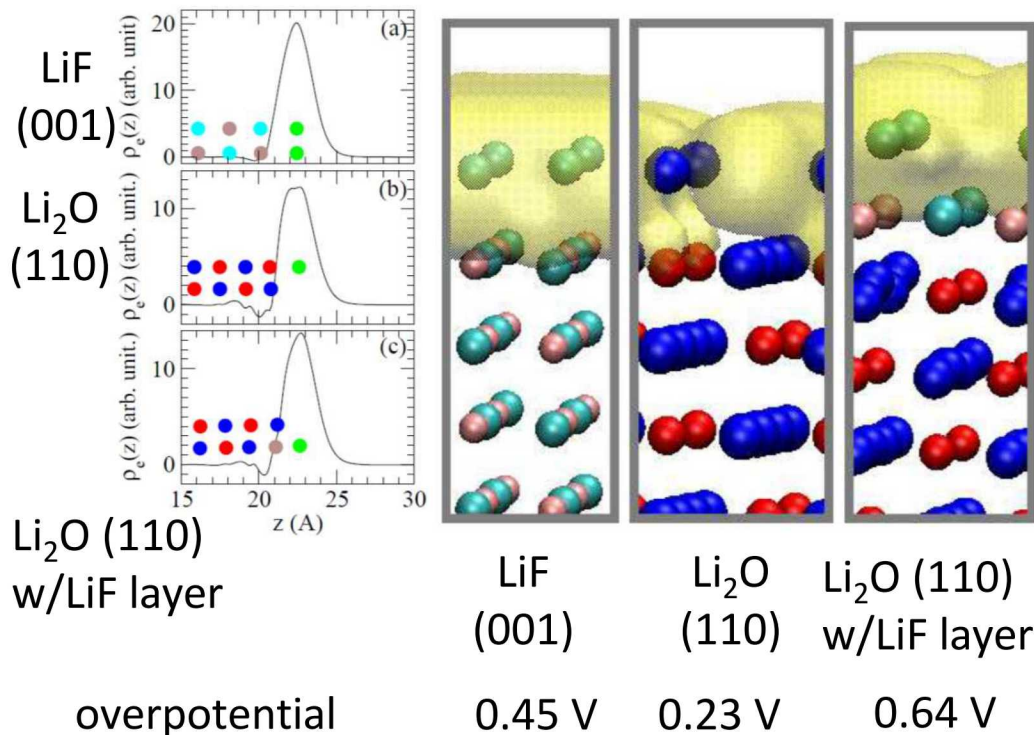 LiF
(001)
Li₂O
(110)
Li₂O (110)
w/LiF layer
ρₑ(z) (arb. unit)
20
10
0
(a)
ρₑ(z) (arb. unit.)
10
0
(b)
ρₑ(z) (arb. unit.)
10
0
(c)
15 20 25 30
z (A)
LiF
(001)
Li₂O
(110)
Li₂O (110)
w/LiF layer
overpotential 0.45 V 0.23 V 0.64 V